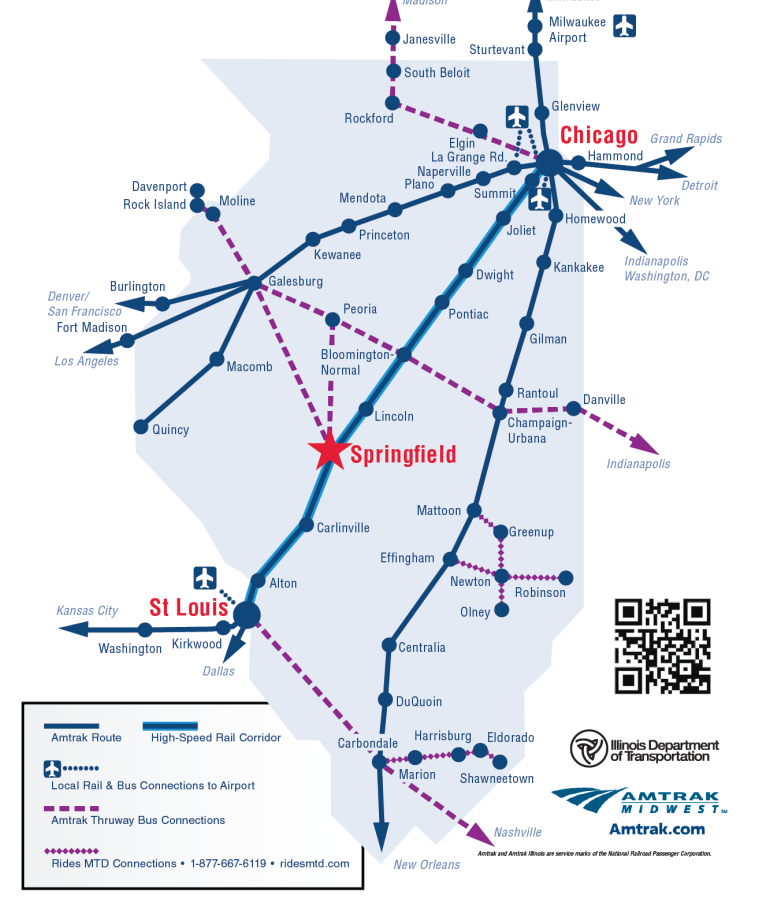 Madison
Milwaukee
Airport
Janesville
Sturtevant
South Beloit
Rockford
Glenview
Chicago
Elgin
Grand Rapids
La Grange Rd.
Hammond
Naperville
Detroit
Plano
Summit
New York
Davenport
Rock Island
Moline
Mendota
Princeton
Joliet
Homewood
Kewanee
Indianapolis
Washington, DC
Kankakee
Dwight
Galesburg
Burlington
Denver/
San Francisco
Peoria
Pontiac
Fort Madison
Los Angeles
Gilman
Bloomington-
Normal
Macomb
Rantoul
Danville
Lincoln
Champaign-
Urbana
Quincy
Springfield
Indianapolis
Mattoon
Greenup
Carlinville
Effingham
Newton
Robinson
Alton
Olney
St Louis
Kansas City
Washington
Kirkwood
Dallas
Centralia
DuQuoin
Carbondale
Harrisburg
Eldorado
Marion
Shawneetown
Nashville
New Orleans
Amtrak Route
High-Speed Rail Corridor
Local Rail & Bus Connections to Airport
Amtrak Thruway Bus Connections
Rides MTD Connections • 1-877-667-6119 • ridesmtd.com
Illinois Department
of Transportation
AMTRAK
MIDWEST℠
Amtrak.com
Amtrak and Amtrak Illinois are service marks of the National Railroad Passenger Corporation.